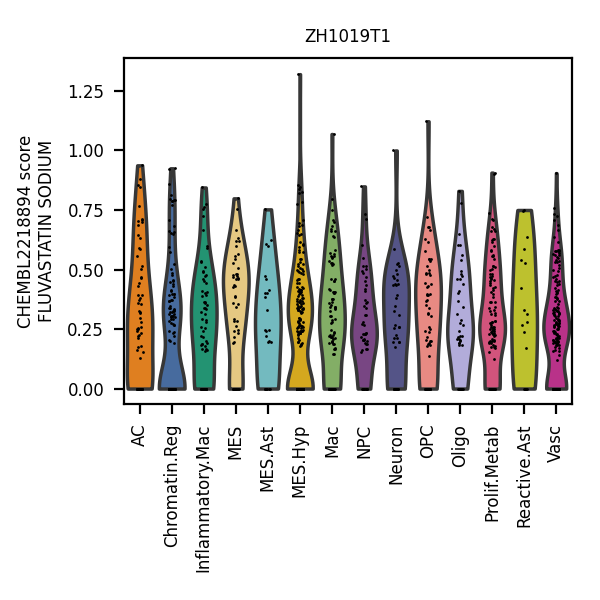 ZH1019T1
CHEMBL2218894 score
FLUVASTATIN SODIUM
1.25
1.00
0.75
0.50
0.25
0.00
AC
Chromatin.Reg
Inflammatory.Mac
MES
MES.Ast
MES.Hyp
Mac
NPC
Neuron
OPC
Oligo
Prolif.Metab
Reactive.Ast
Vasc